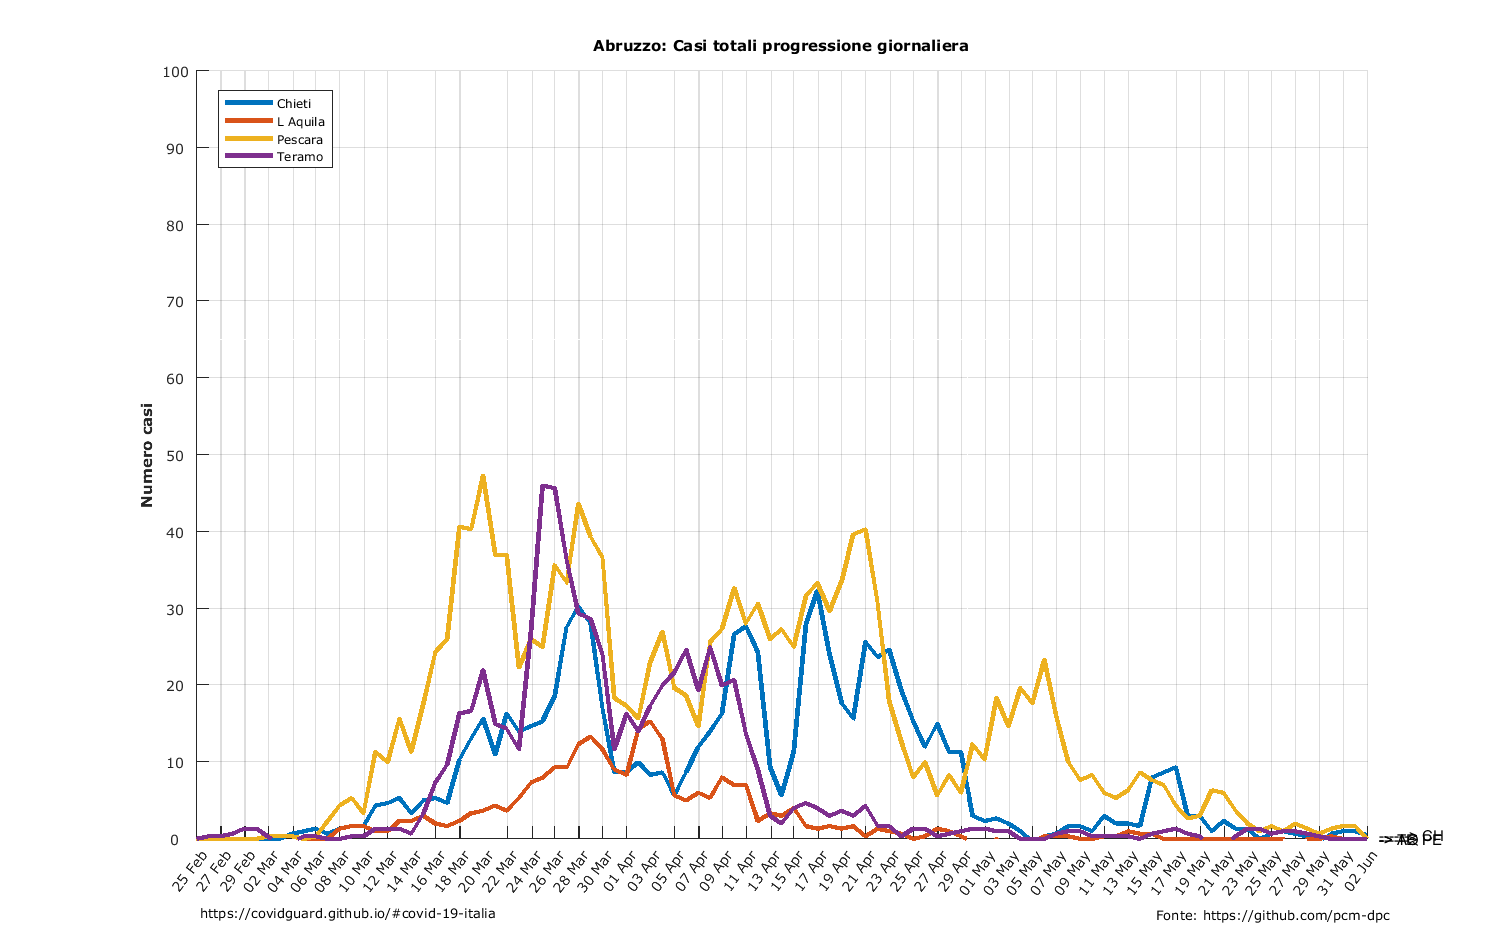 Abruzzo: Casi totali progressione giornaliera
Numero casi
100
90
80
70
60
50
40
30
20
10
0
Chieti
L Aquila
Pescara
Teramo
25 Feb
27 Feb
29 Feb
02 Mar
04 Mar
06 Mar
08 Mar
10 Mar
12 Mar
14 Mar
16 Mar
18 Mar
20 Mar
22 Mar
24 Mar
26 Mar
28 Mar
30 Mar
01 Apr
03 Apr
05 Apr
07 Apr
09 Apr
11 Apr
13 Apr
15 Apr
17 Apr
19 Apr
21 Apr
23 Apr
25 Apr
27 Apr
29 Apr
01 May
03 May
05 May
07 May
09 May
11 May
13 May
15 May
17 May
19 May
21 May
23 May
25 May
27 May
29 May
31 May
02 Jun
CH
PE
https://covidguard.github.io/#covid-19-italia
Fonte: https://github.com/pcm-dpc